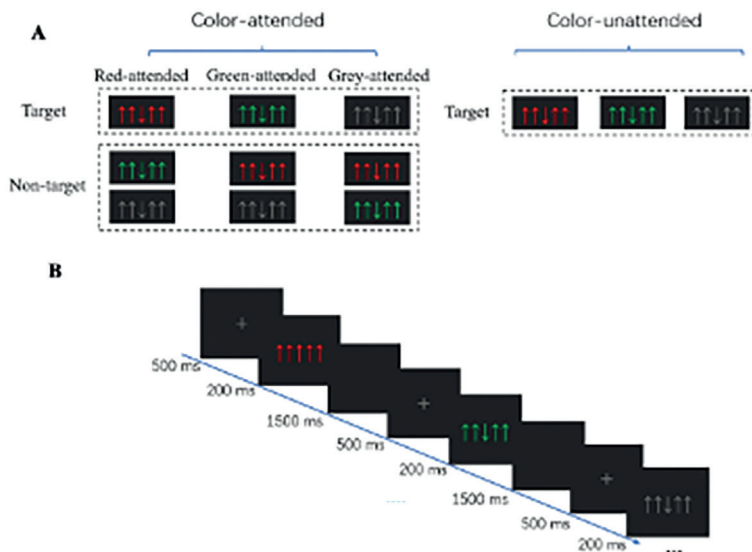 A
Color-attended
Color-unattended
Red-attended Green-attended Grey-attended
Target
↑↑↓↑↑ ↑↑↓↑↑ ↑↑↓↑↑
Target
↑↑↓↑↑ ↑↑↓↑↑ ↑↑↓↑↑
Non-target
↑↑↓↑↑ ↑↑↓↑↑ ↑↑↓↑↑
↑↑↓↑↑ ↑↑↓↑↑ ↑↑↓↑↑
B
+
↑↑↑↑↑
+
↑↑↓↑↑
+
↑↑↓↑↑
500 ms
200 ms
1500 ms
500 ms
200 ms
1500 ms
500 ms
200 ms
...